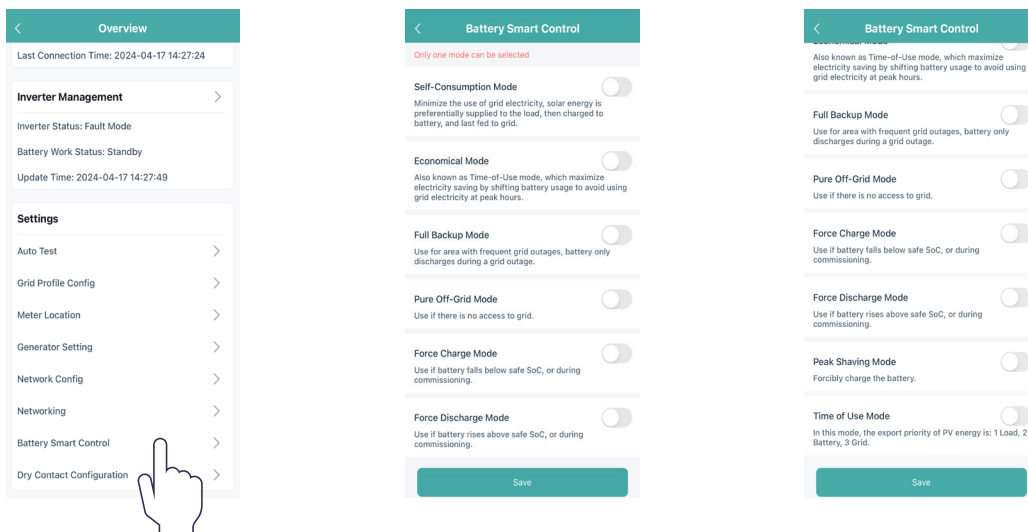 Overview
Last Connection Time: 2024-04-17 14:27:24
Inverter Management
Inverter Status: Fault Mode
Battery Work Status: Standby
Update Time: 2024-04-17 14:27:49
Settings
Auto Test
Grid Profile Config
Meter Location
Generator Setting
Network Config
Networking
Battery Smart Control
Dry Contact Configuration
Battery Smart Control
Only one mode can be selected
Self-Consumption Mode
Minimize the use of grid electricity, solar energy is
preferentially supplied to the load, then charged to
battery, and last fed to grid.
Economical Mode
Also known as Time-of-Use mode, which maximize
electricity saving by shifting battery usage to avoid using
grid electricity at peak hours.
Full Backup Mode
Use for area with frequent grid outages, battery only
discharges during a grid outage.
Pure Off-Grid Mode
Use if there is no access to grid.
Force Charge Mode
Use if battery falls below safe SoC, or during
commissioning.
Force Discharge Mode
Use if battery rises above safe SoC, or during
commissioning.
Save
Battery Smart Control
Also known as Time-of-Use mode, which maximize
electricity saving by shifting battery usage to avoid using
grid electricity at peak hours.
Full Backup Mode
Use for area with frequent grid outages, battery only
discharges during a grid outage.
Pure Off-Grid Mode
Use if there is no access to grid.
Force Charge Mode
Use if battery falls below safe SoC, or during
commissioning.
Force Discharge Mode
Use if battery rises above safe SoC, or during
commissioning.
Peak Shaving Mode
Forcibly charge the battery.
Time of Use Mode
In this mode, the export priority of PV energy is: 1 Load, 2
Battery, 3 Grid.
Save